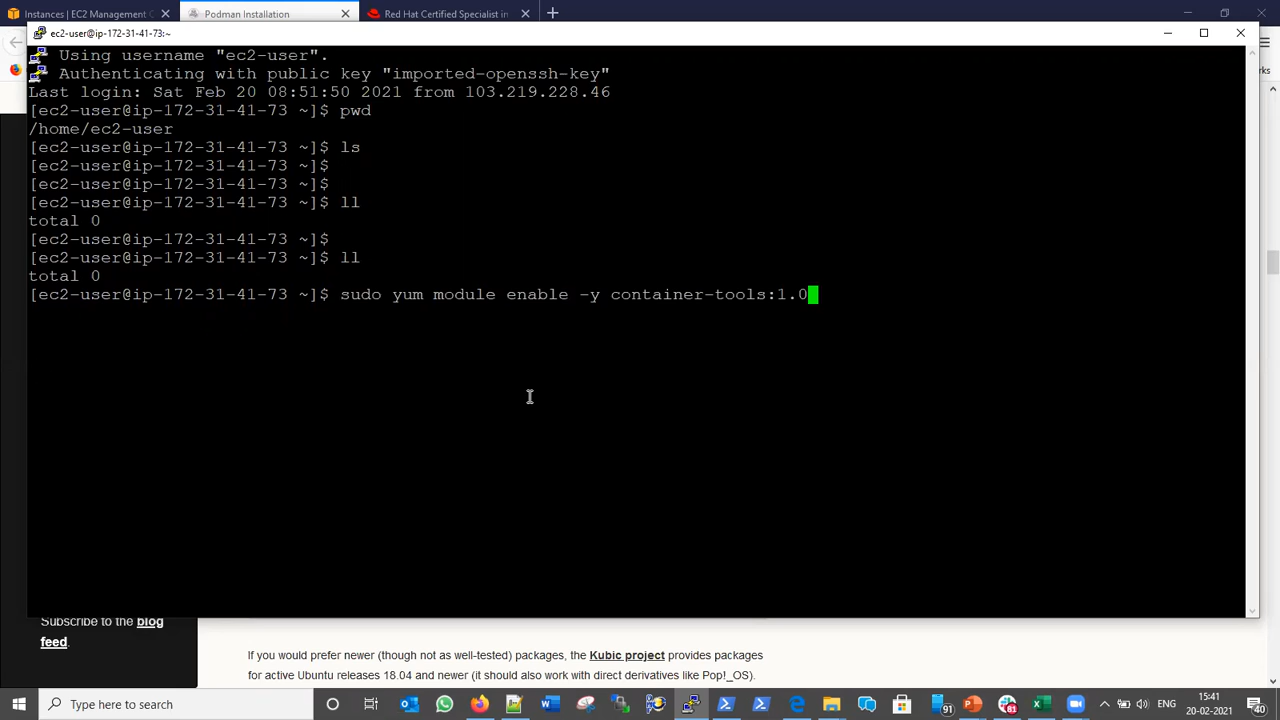 Instances | EC2 Management C
Podman Installation
Red Hat Certified Specialist in
ec2-user@ip-172-31-41-73:~
Using username "ec2-user".
Authenticating with public key "imported-openssh-key"
Last login: Sat Feb 20 08:51:50 2021 from 103.219.228.46
[ec2-user@ip-172-31-41-73 ~]$ pwd
/home/ec2-user
[ec2-user@ip-172-31-41-73 ~]$ ls
[ec2-user@ip-172-31-41-73 ~]$
[ec2-user@ip-172-31-41-73 ~]$
[ec2-user@ip-172-31-41-73 ~]$ ll
total 0
[ec2-user@ip-172-31-41-73 ~]$
[ec2-user@ip-172-31-41-73 ~]$ ll
total 0
[ec2-user@ip-172-31-41-73 ~]$ sudo yum module enable -y container-tools:1.0
Subscribe to the blog
feed.
If you would prefer newer (though not as well-tested) packages, the Kubic project provides packages
for active Ubuntu releases 18.04 and newer (it should also work with direct derivatives like Pop!_OS).
Type here to search
91
61
ENG
15:41
20-02-2021
40